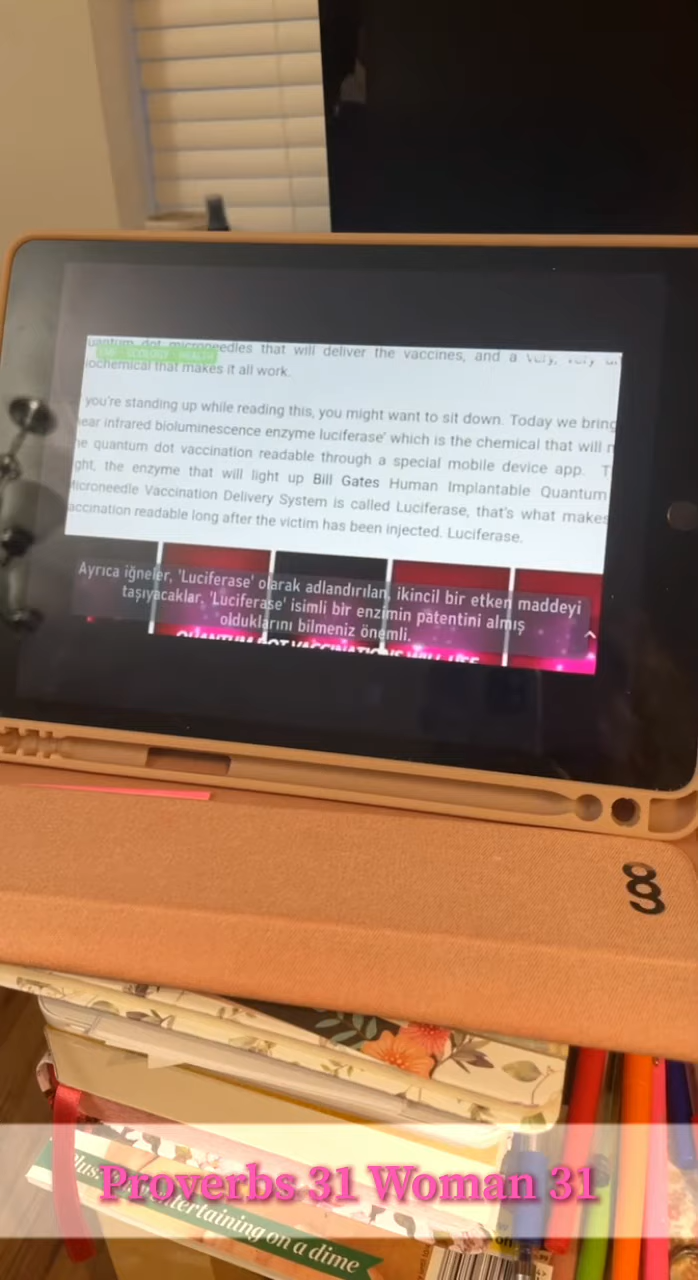 microneedles that will deliver the vaccines, and a
that makes it all work.
you're standing up while reading this, you might want to sit down. Today we bring
infrared bioluminescence enzyme luciferase' which is the chemical that will
quantum dot vaccination readable through a special mobile device app.
the enzyme that will light up Bill Gates Human Implantable Quantum
Microneedle Vaccination Delivery System is called Luciferase, that's what makes
readable long after the victim has been injected. Luciferase.
Ayrıca iğneler, 'Luciferase' olarak adlandırılan, ikincil bir etken maddeyi
taşıyacaklar. 'Luciferase' isimli bir enzimin patentini almış
olduklarını bilmeniz önemli.
QUANTUM DOT VACCINATIONS WILL USE
Proverbs 31 Woman 31
entertaining on a dime